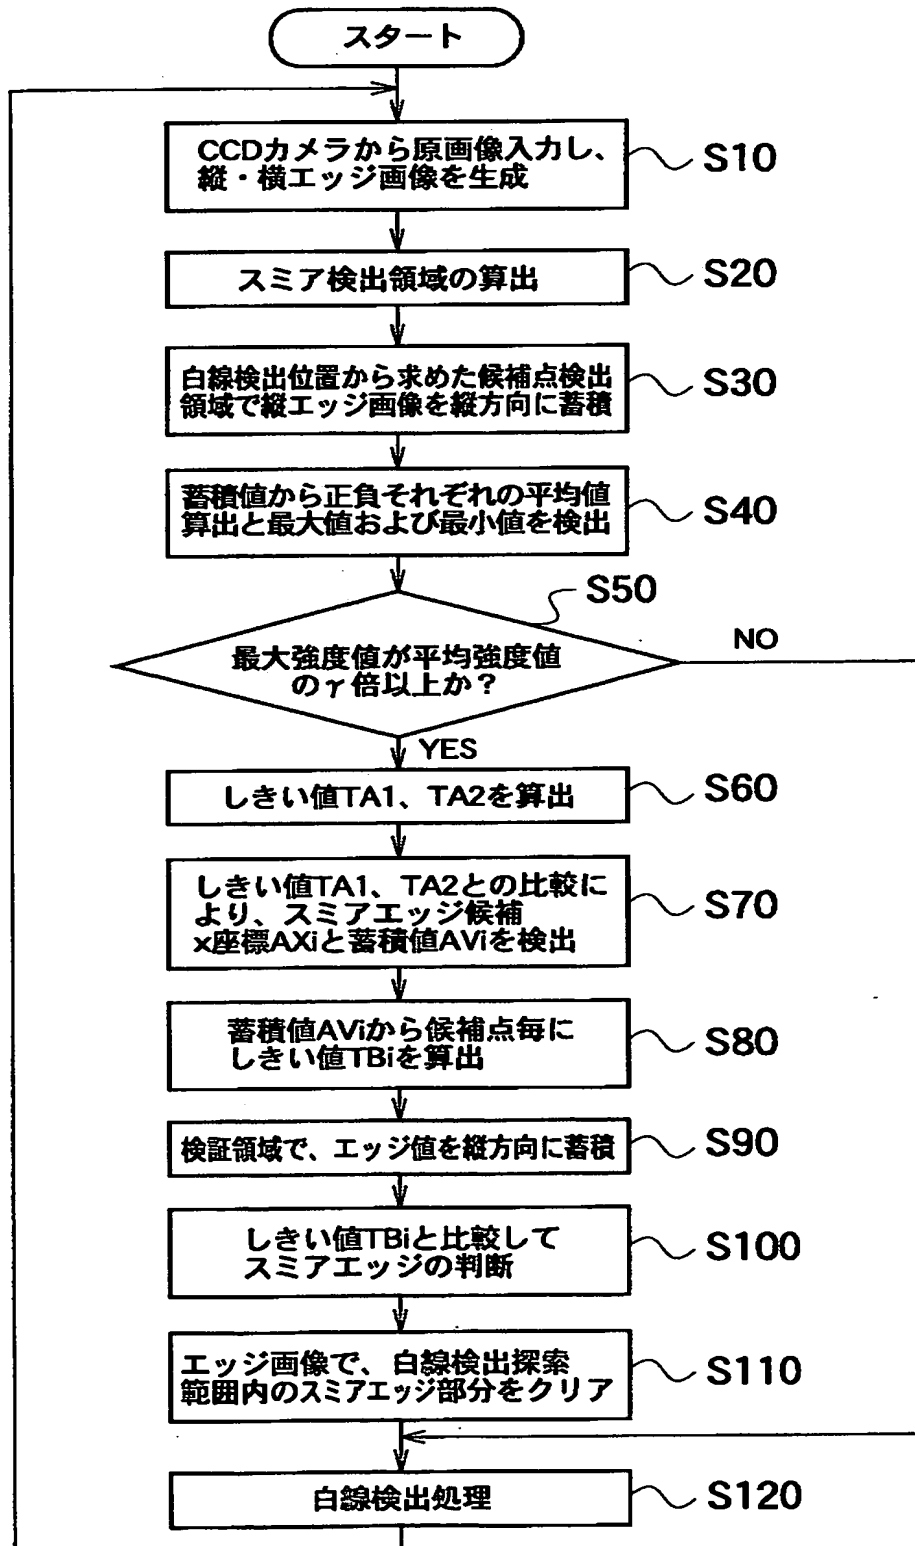 スタート
CCDカメラから原画像入力し、
縦・横エッジ画像を生成
S10
スミア検出領域の算出
S20
白線検出位置から求めた候補点検出
領域で縦エッジ画像を縦方向に蓄積
S30
蓄積値から正負それぞれの平均値
算出と最大値および最小値を検出
S40
S50
最大強度値が平均強度値
のγ倍以上か？
NO
YES
しきい値TA1、TA2を算出
S60
しきい値TA1、TA2との比較に
より、スミアエッジ候補
x座標AXiと蓄積値AViを検出
S70
蓄積値AViから候補点毎に
しきい値TBiを算出
S80
検証領域で、エッジ値を縦方向に蓄積
S90
しきい値TBiと比較して
スミアエッジの判断
S100
エッジ画像で、白線検出探索
範囲内のスミアエッジ部分をクリア
S110
白線検出処理
S120